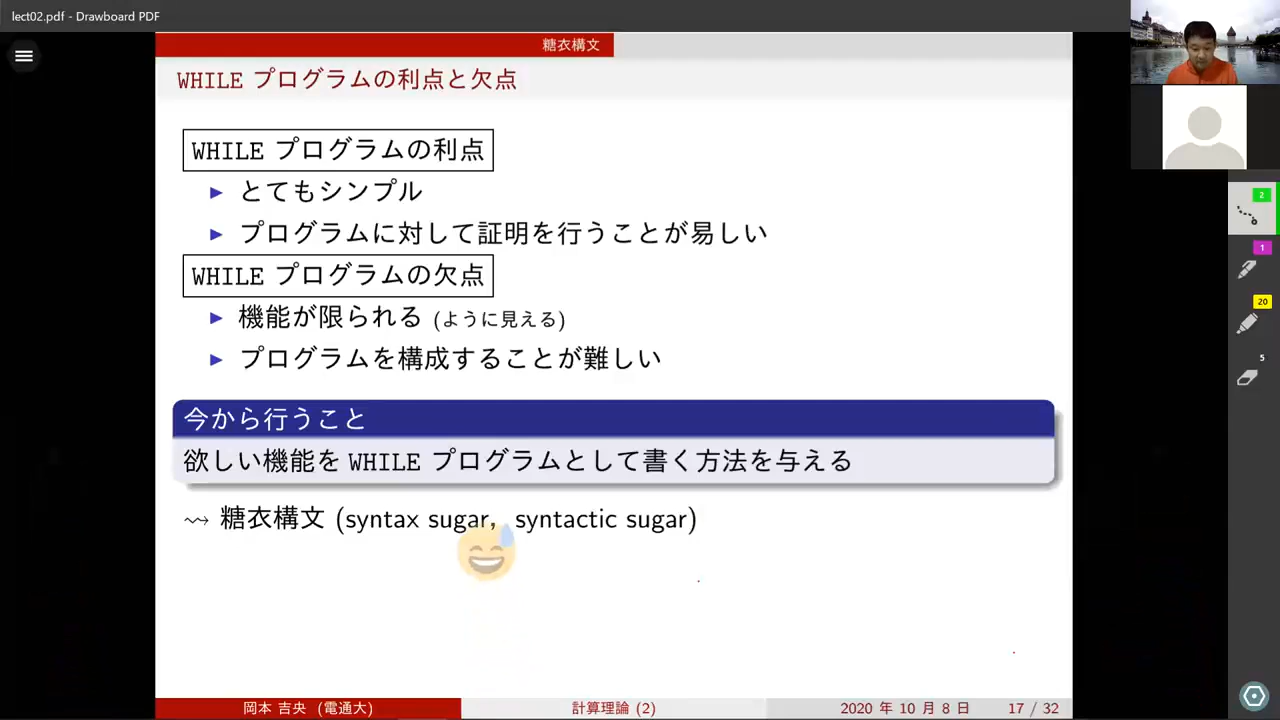 lect02.pdf - Drawboard PDF
糖衣構文
WHILE プログラムの利点と欠点
WHILE プログラムの利点
▶ とてもシンプル
▶ プログラムに対して証明を行うことが易しい
WHILE プログラムの欠点
▶ 機能が限られる (ように見える)
▶ プログラムを構成することが難しい
今から行うこと
欲しい機能を WHILE プログラムとして書く方法を与える
⇝ 糖衣構文 (syntax sugar, syntactic sugar)
岡本 吉央 (電通大)
計算理論 (2)
2020 年 10 月 8 日
17 / 32
2
1
20
5